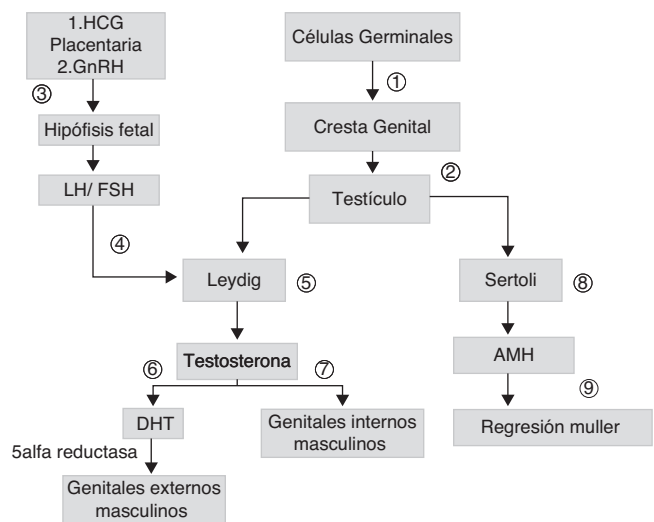 1.HCG
Placentaria
2.GnRH
③
Hipófisis fetal
LH/ FSH
④
Células Germinales
①
Cresta Genital
②
Testículo
Leydig
⑤
Testosterona
⑥
⑦
DHT
5alfa reductasa
Genitales externos
masculinos
Genitales internos
masculinos
Sertoli
⑧
AMH
⑨
Regresión muller